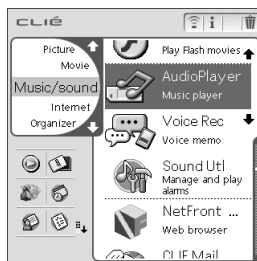 CLIÉ
i
Picture
Movie
Music/sound
Internet
Organizer
Play Flash movies
AudioPlayer
Music player
Voice Rec
Voice memo
Sound Utl
Manage and play
alarms
NetFront ...
Web browser
CLIE Mail